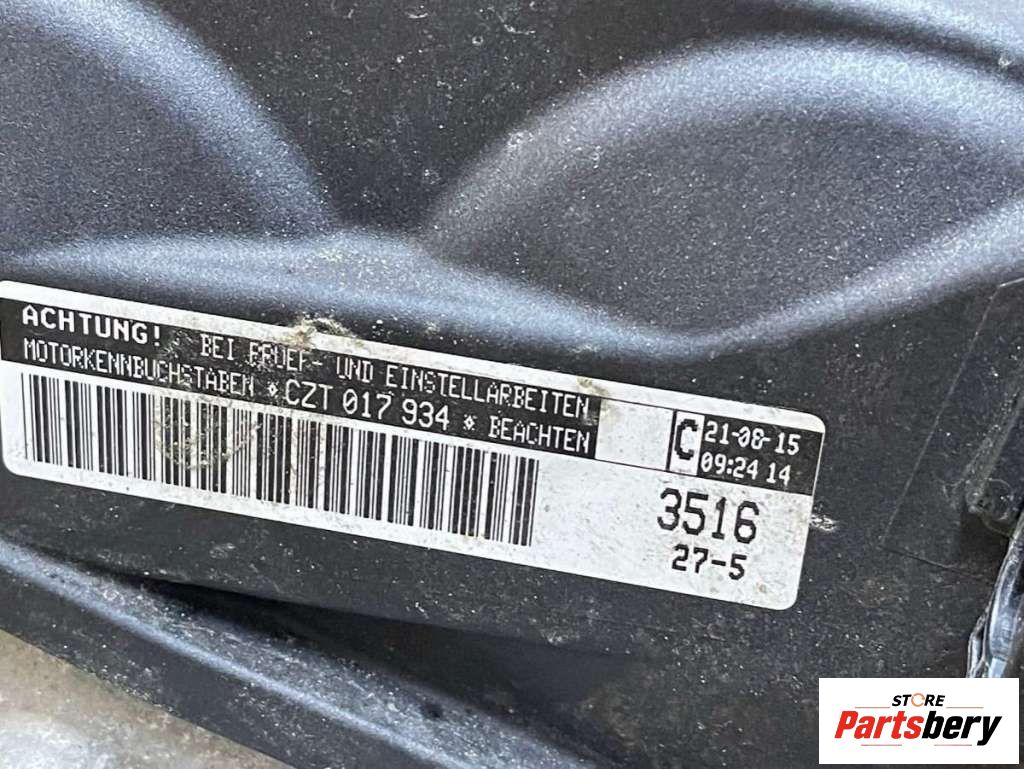 ACHTUNG! BEI PRUEF- UND EINSTELLARBEITEN
MOTORKENNBUCHSTABEN * CZT 017 934 * BEACHTEN
C 21-08-15
09:24 14
3516
27-5
STORE
Partsbery